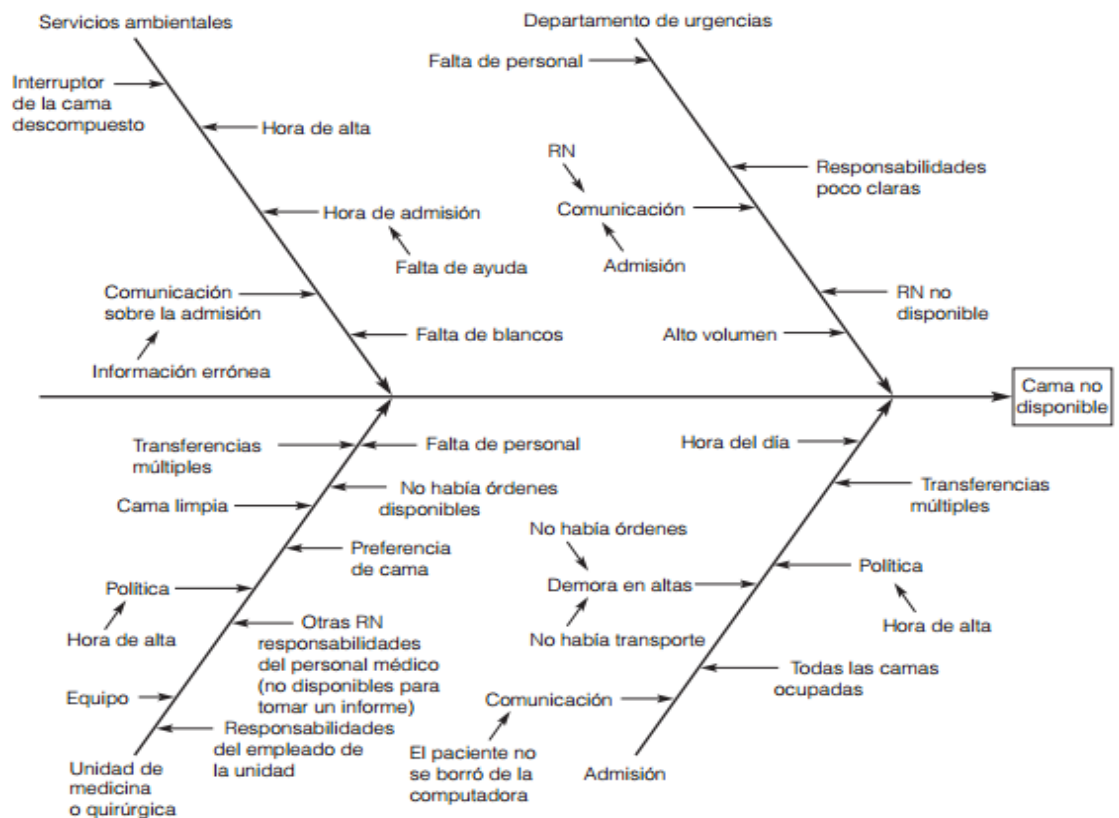 Servicios ambientales
Departamento de urgencias
Falta de personal
Interruptor
de la cama
descompuesto
Hora de alta
RN
Responsabilidades
poco claras
Hora de admisión
Comunicación
Falta de ayuda
Admisión
Comunicación
sobre la admisión
RN no
disponible
Falta de blancos
Alto volumen
Información errónea
Cama no
disponible
Transferencias
múltiples
Falta de personal
Hora del día
Cama limpia
No había órdenes
disponibles
Transferencias
múltiples
No había órdenes
Preferencia
de cama
Política
Demora en altas
Política
Hora de alta
Otras RN
responsabilidades
del personal médico
(no disponibles para
tomar un informe)
No había transporte
Hora de alta
Todas las camas
ocupadas
Equipo
Comunicación
Responsabilidades
del empleado de
la unidad
El paciente no
se borró de la
computadora
Unidad de
medicina
o quirúrgica
Admisión